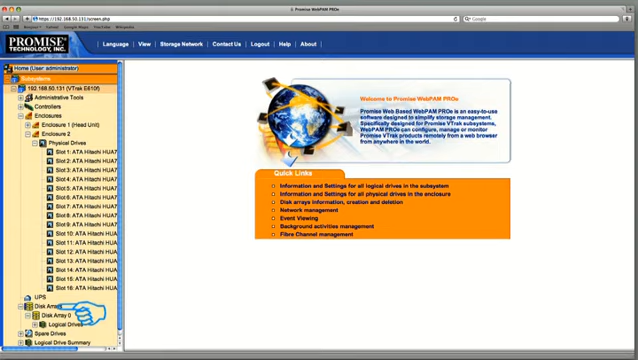 Promise WebPAM PROe
https://192.168.50.131/screen.php
Google
PROMISE
TECHNOLOGY, INC.
Language View Storage Network Contact Us Logout Help About
Home (User: administrator)
Subsystems
192.168.50.131 (VTrak E610f)
Administrative Tools
Controllers
Enclosures
Enclosure 1 (Head Unit)
Enclosure 2
Physical Drives
Slot 1: ATA Hitachi HUA7
Slot 2: ATA Hitachi HUA7
Slot 3: ATA Hitachi HUA7
Slot 4: ATA Hitachi HUA7
Slot 5: ATA Hitachi HUA7
Slot 6: ATA Hitachi HUA7
Slot 7: ATA Hitachi HUA7
Slot 8: ATA Hitachi HUA7
Slot 9: ATA Hitachi HUA7
Slot 10: ATA Hitachi HUA
Slot 11: ATA Hitachi HUA
Slot 12: ATA Hitachi HUA
Slot 13: ATA Hitachi HUA
Slot 14: ATA Hitachi HUA
Slot 15: ATA Hitachi HUA
Slot 16: ATA Hitachi HUA
UPS
Disk Arrays
Disk Array 0
Logical Drives
Spare Drives
Logical Drive Summary
Welcome to Promise WebPAM PROe
Promise Web Based WebPAM PROe is an easy-to-use
software designed to simplify storage management.
Specifically designed for Promise VTrak subsystems,
WebPAM PROe can configure, manage or monitor
Promise VTrak products remotely from a web browser
from anywhere in the world.
Quick Links
Information and Settings for all logical drives in the subsystem
Information and Settings for all physical drives in the enclosure
Disk arrays information, creation and deletion
Network management
Event Viewing
Background activities management
Fibre Channel management